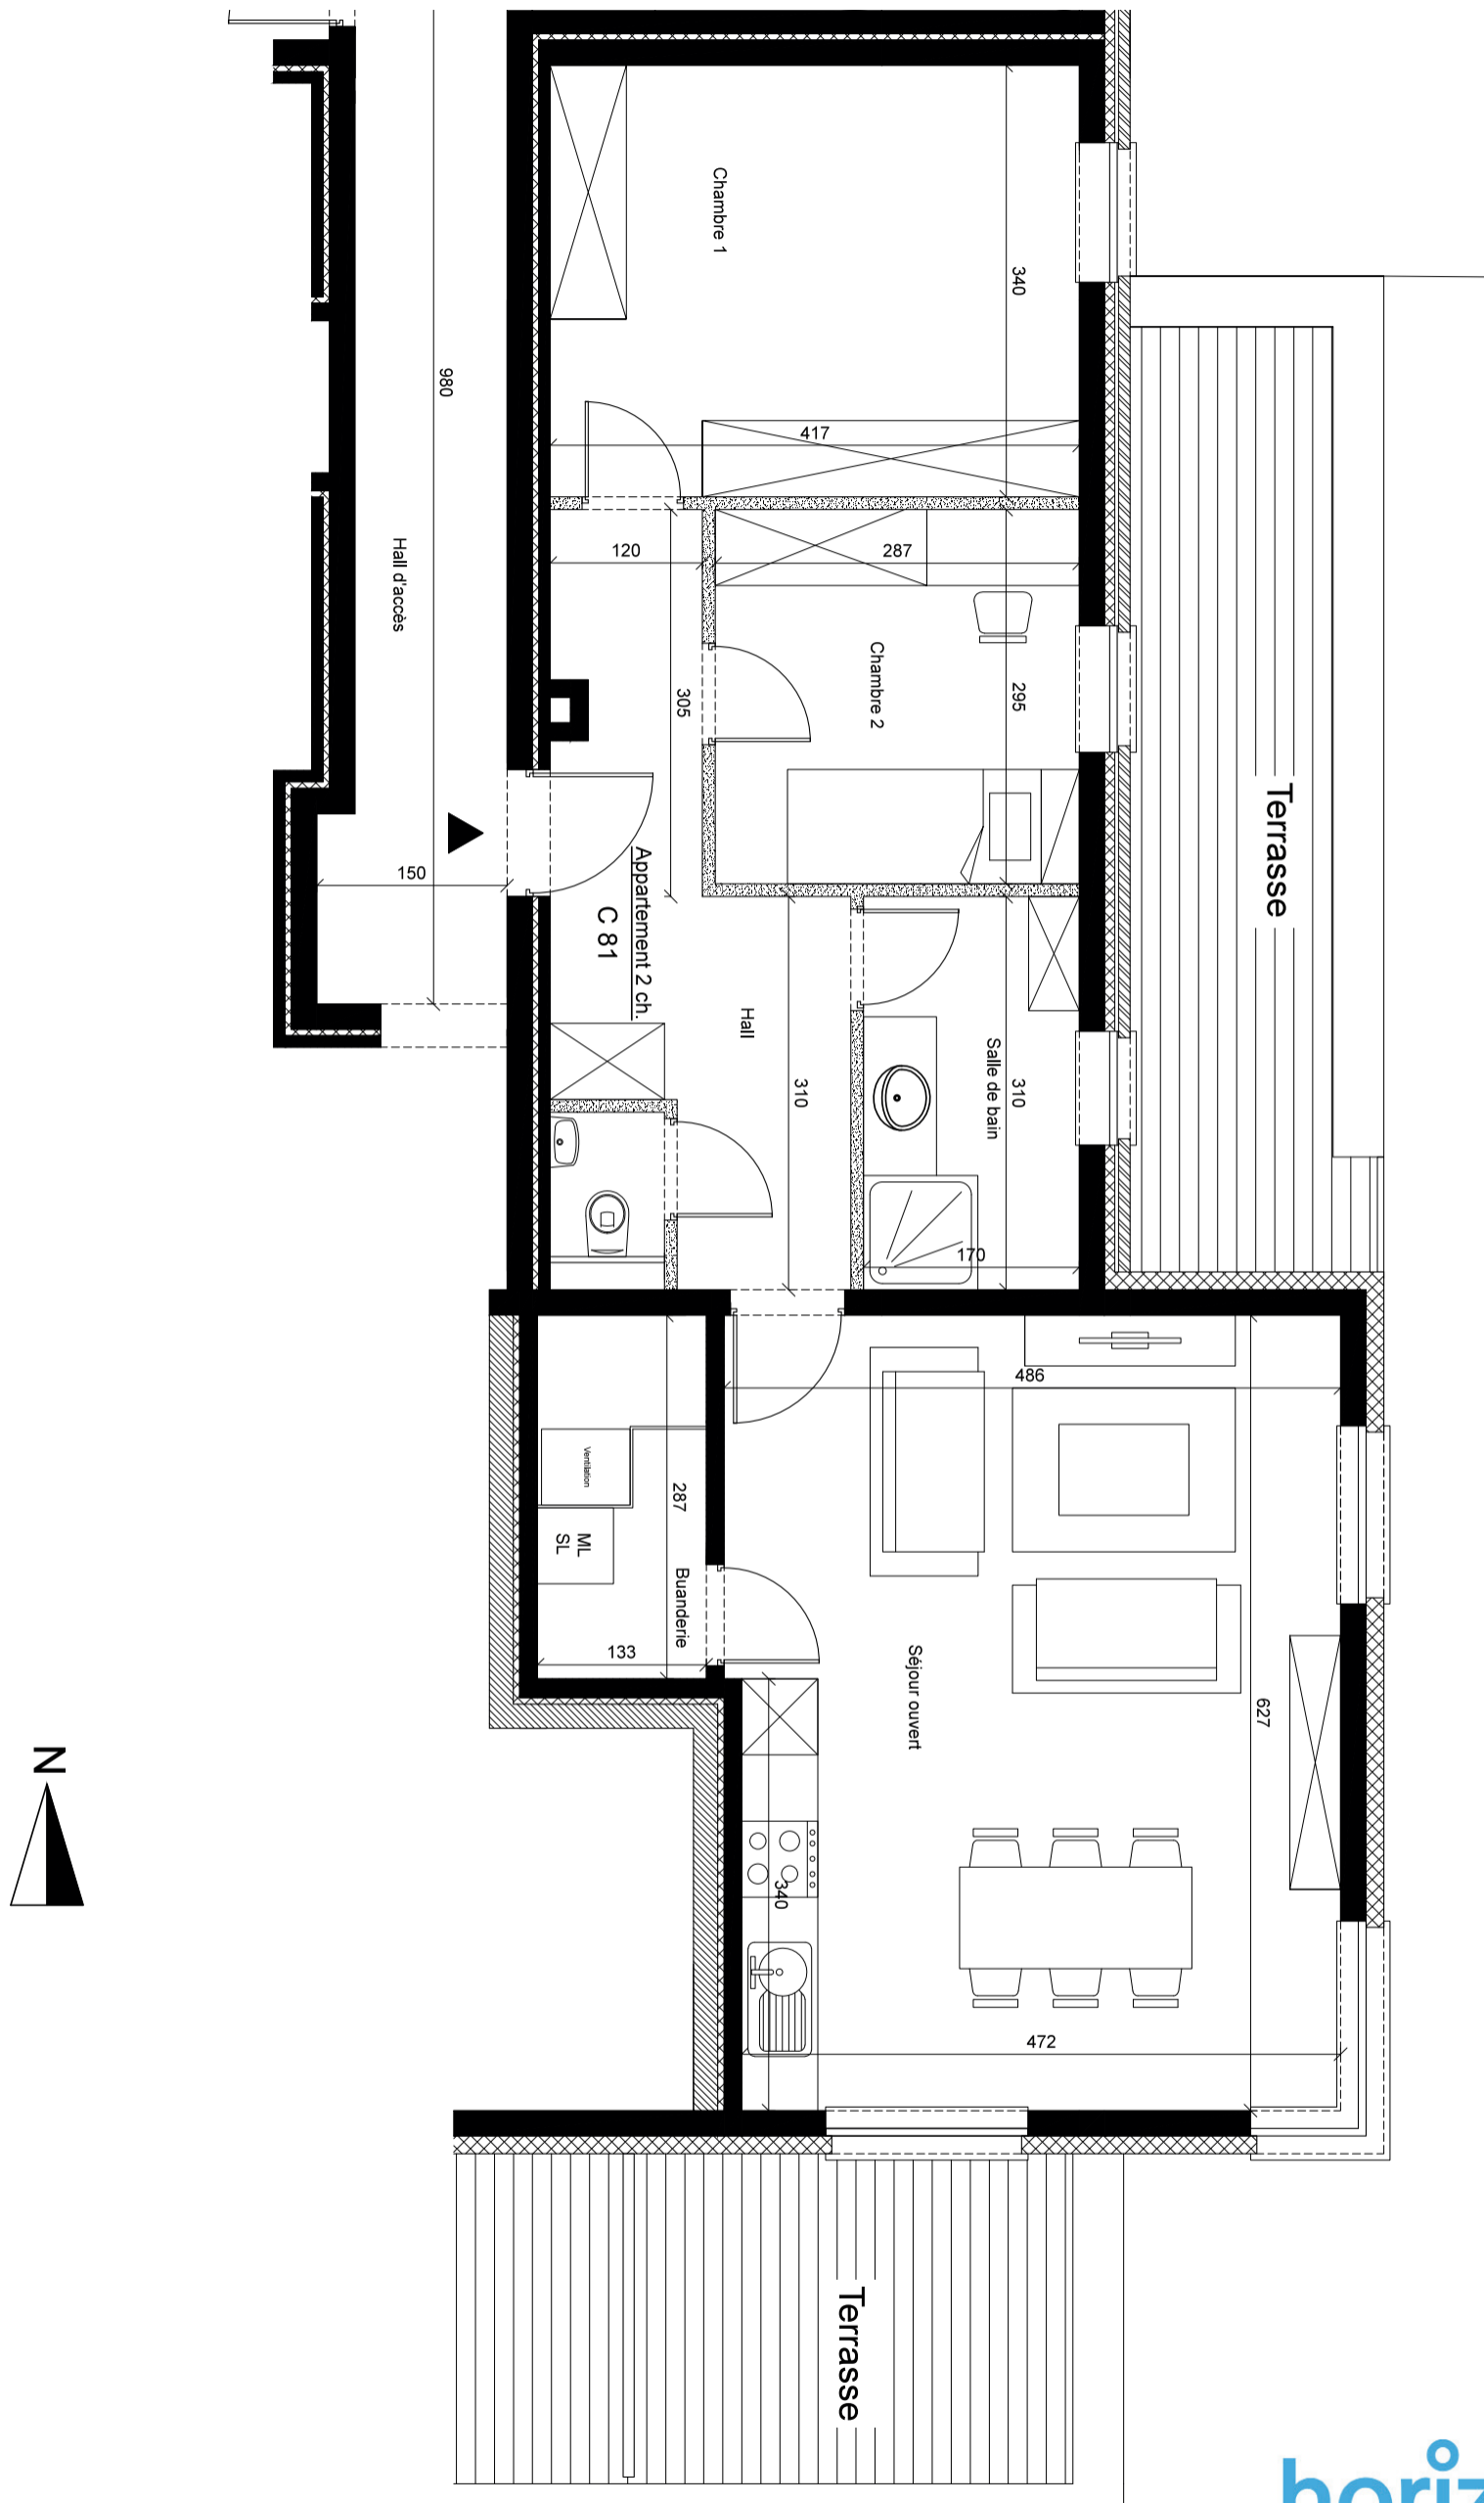 Chambre 1
340
417
980
Hall d'accès
120
287
305
Chambre 2
295
Terrasse
150
Appartement 2 ch.
C 81
Hall
310
Salle de bain
310
170
486
Ventilation
ML
SL
287
Buanderie
133
Séjour ouvert
627
340
472
N
Terrasse